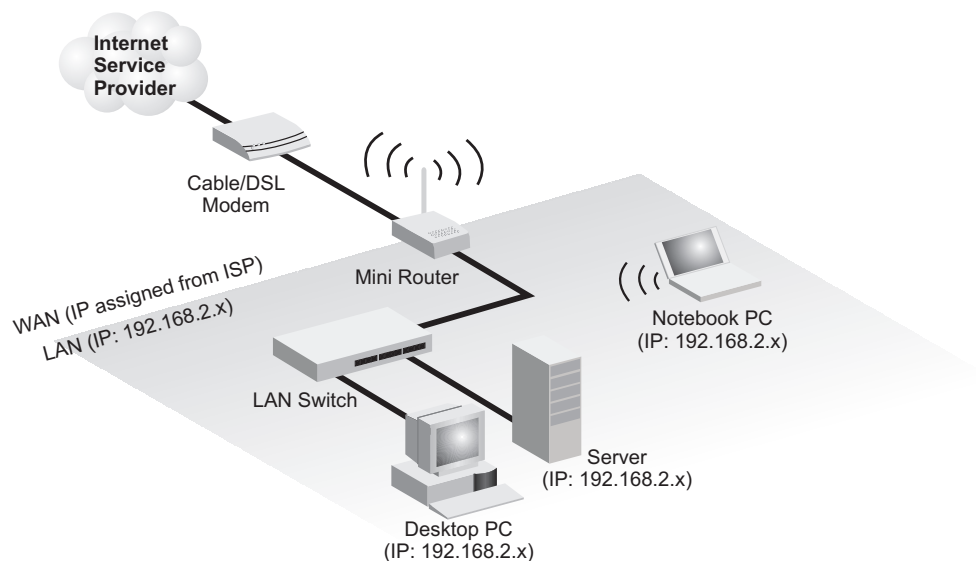 Internet
Service
Provider
Cable/DSL
Modem
Mini Router
WAN (IP assigned from ISP)
LAN (IP: 192.168.2.x)
Notebook PC
(IP: 192.168.2.x)
LAN Switch
Server
(IP: 192.168.2.x)
Desktop PC
(IP: 192.168.2.x)